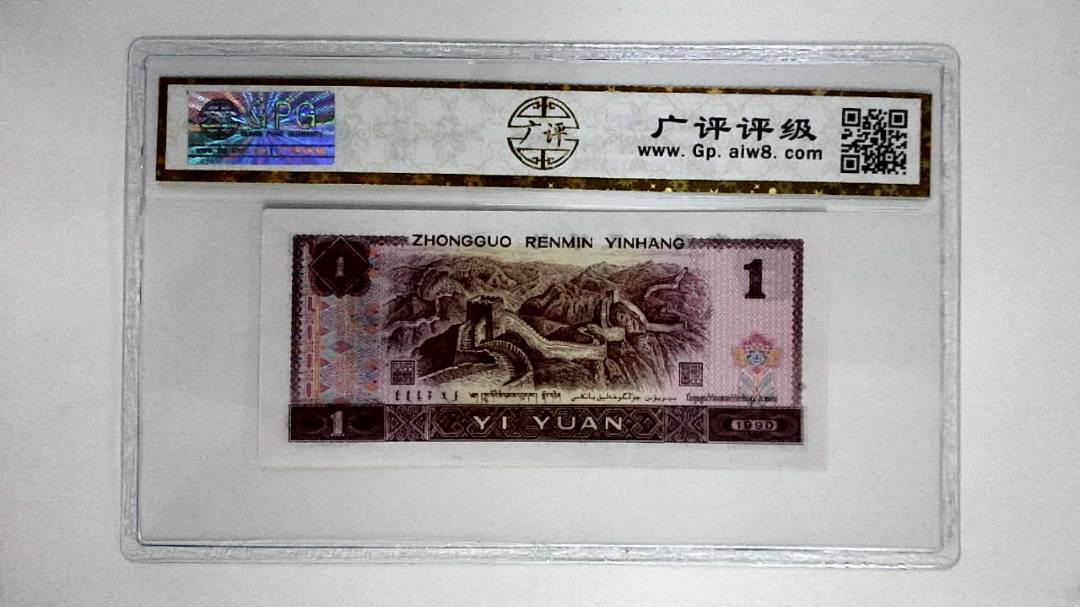 GPG
广评
广评评级
www. Gp. aiw8. com
ZHONGGUO RENMIN YINHANG
1
1
1
YI YUAN
1990